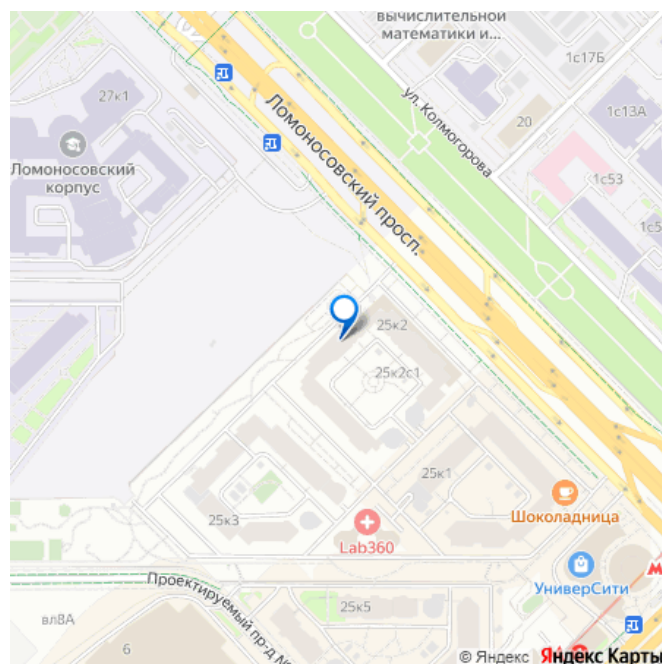 вычислительной
математики и...
1с17Б
27к1
ул. Колмогорова
20
1с13А
Ломоносовский
корпус
Ломоносовский просп.
1с53
25к2
25к2с1
25к1
Шоколадница
25к3
Lab360
УниверСити
Проектируемый пр-д №
25к5
вл8А
6
© Яндекс Яндекс Карты